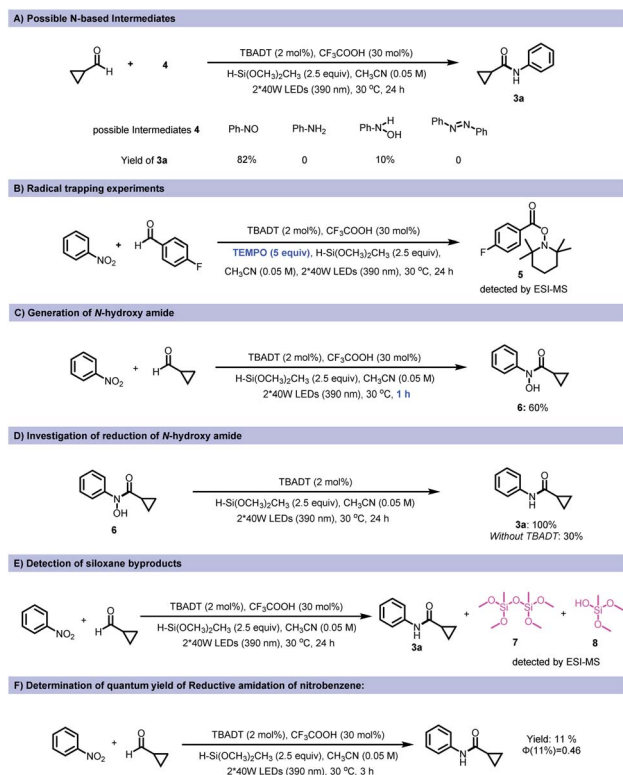 A) Possible N-based Intermediates
O
H
+
4
TBADT (2 mol%), CF₃COOH (30 mol%)
H-Si(OCH₃)₂CH₃ (2.5 equiv), CH₃CN (0.05 M)
2*40W LEDs (390 nm), 30 °C, 24 h
O
N
H
3a
possible Intermediates 4 Ph-NO Ph-NH₂ Ph-N H OH Ph N=N Ph
Yield of 3a 82% 0 10% 0
B) Radical trapping experiments
NO₂
+
O
H
F
TBADT (2 mol%), CF₃COOH (30 mol%)
TEMPO (5 equiv), H-Si(OCH₃)₂CH₃ (2.5 equiv),
CH₃CN (0.05 M), 2*40W LEDs (390 nm), 30 °C, 24 h
O
O
N
F
5
detected by ESI-MS
C) Generation of N-hydroxy amide
NO₂
+
O
H
TBADT (2 mol%), CF₃COOH (30 mol%)
H-Si(OCH₃)₂CH₃ (2.5 equiv), CH₃CN (0.05 M)
2*40W LEDs (390 nm), 30 °C, 1 h
O
N
OH
6: 60%
D) Investigation of reduction of N-hydroxy amide
O
N
OH
6
TBADT (2 mol%)
H-Si(OCH₃)₂CH₃ (2.5 equiv), CH₃CN (0.05 M)
2*40W LEDs (390 nm), 30 °C, 24 h
O
N
H
3a: 100%
Without TBADT: 30%
E) Detection of siloxane byproducts
NO₂
+
O
H
TBADT (2 mol%), CF₃COOH (30 mol%)
H-Si(OCH₃)₂CH₃ (2.5 equiv), CH₃CN (0.05 M)
2*40W LEDs (390 nm), 30 °C, 24 h
O
N
H
3a
+
O Si O Si O
O O
7
+
HO Si O
O
8
detected by ESI-MS
F) Determination of quantum yield of Reductive amidation of nitrobenzene:
NO₂
+
O
H
TBADT (2 mol%), CF₃COOH (30 mol%)
H-Si(OCH₃)₂CH₃ (2.5 equiv), CH₃CN (0.05 M)
2*40W LEDs (390 nm), 30 °C, 3 h
O
N
H
Yield: 11 %
Φ(11%)=0.46